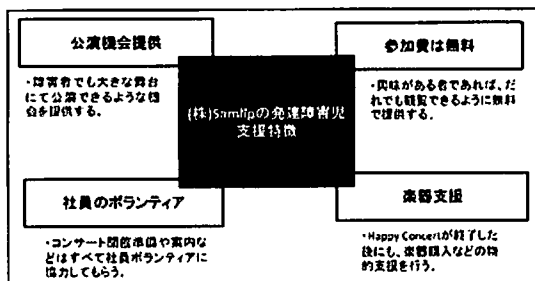 公演機会提供
・障害者でも大きな舞台
にて公演できるような機
会を提供する。
参加費は無料
・興味がある者であれば、だ
れでも観覧できるように無料
で提供する。
(株)Samlipの発達障害児
支援特徴
社員のボランティア
・コンサート開催準備や案内な
どはすべて社員ボランティアに
協力してもらう。
楽器支援
・Happy Concertが終了した
後にも、楽器購入などの物
的支援を行う。